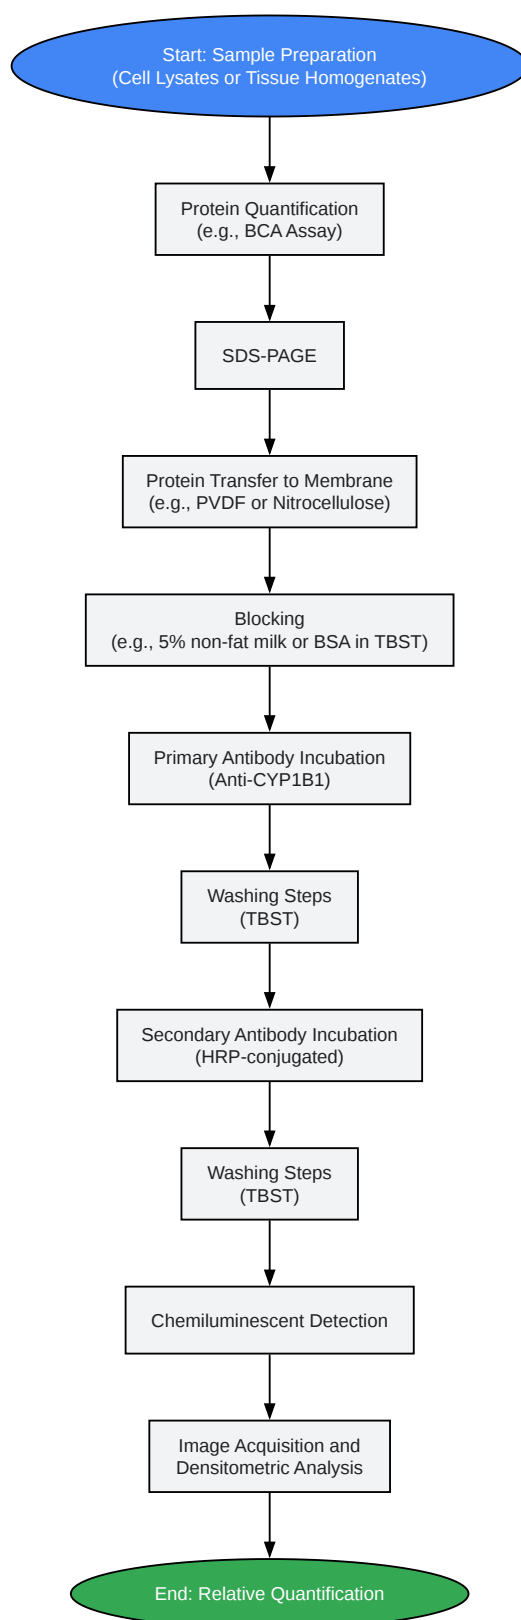 Start: Sample Preparation
(Cell Lysates or Tissue Homogenates)
Protein Quantification
(e.g., BCA Assay)
SDS-PAGE
Protein Transfer to Membrane
(e.g., PVDF or Nitrocellulose)
Blocking
(e.g., 5% non-fat milk or BSA in TBST)
Primary Antibody Incubation
(Anti-CYP1B1)
Washing Steps
(TBST)
Secondary Antibody Incubation
(HRP-conjugated)
Washing Steps
(TBST)
Chemiluminescent Detection
Image Acquisition and
Densitometric Analysis
End: Relative Quantification